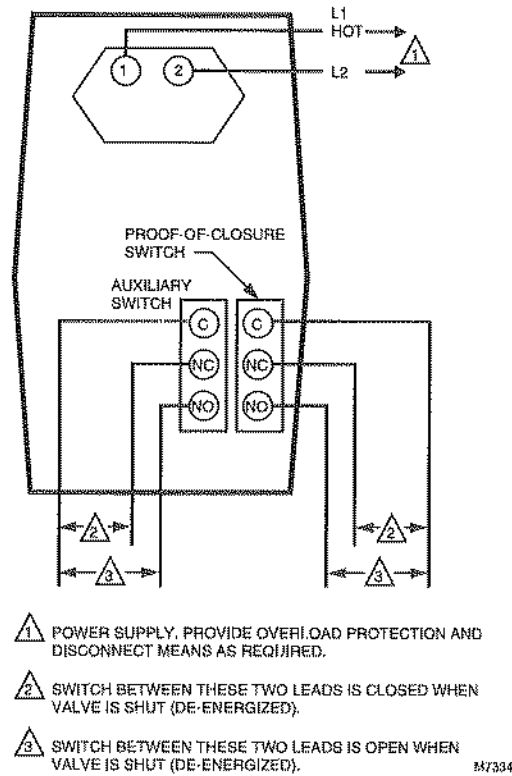 L1
HOT
1
1
2
L2
PROOF-OF-CLOSURE
SWITCH
AUXILIARY
SWITCH
C
C
NC
NC
NO
NO
2
2
3
3
1 POWER SUPPLY, PROVIDE OVERLOAD PROTECTION AND
DISCONNECT MEANS AS REQUIRED.
2 SWITCH BETWEEN THESE TWO LEADS IS CLOSED WHEN
VALVE IS SHUT (DE-ENERGIZED).
3 SWITCH BETWEEN THESE TWO LEADS IS OPEN WHEN
VALVE IS SHUT (DE-ENERGIZED).
M7334